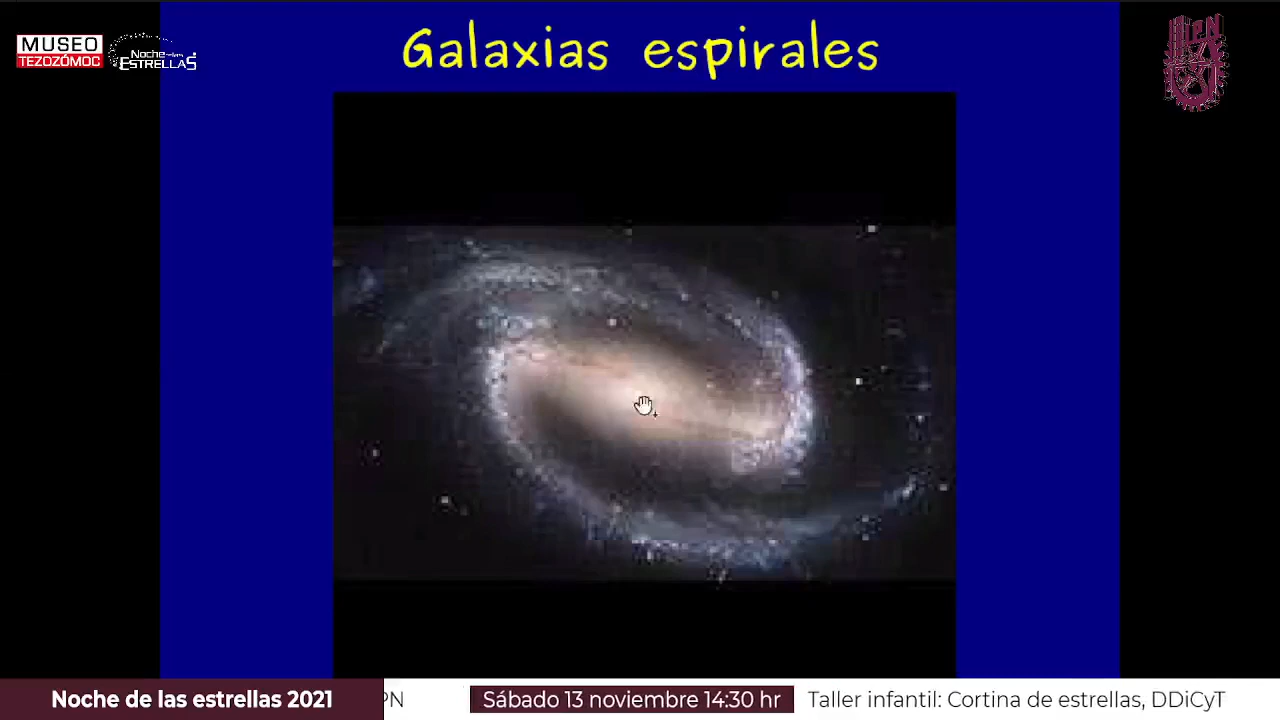 MUSEO
TEZOZÓMOC
Noche de las
ESTRELLAS
Galaxias espirales
IPN
Noche de las estrellas 2021
PN
Sábado 13 noviembre 14:30 hr
Taller infantil: Cortina de estrellas, DDiCyT